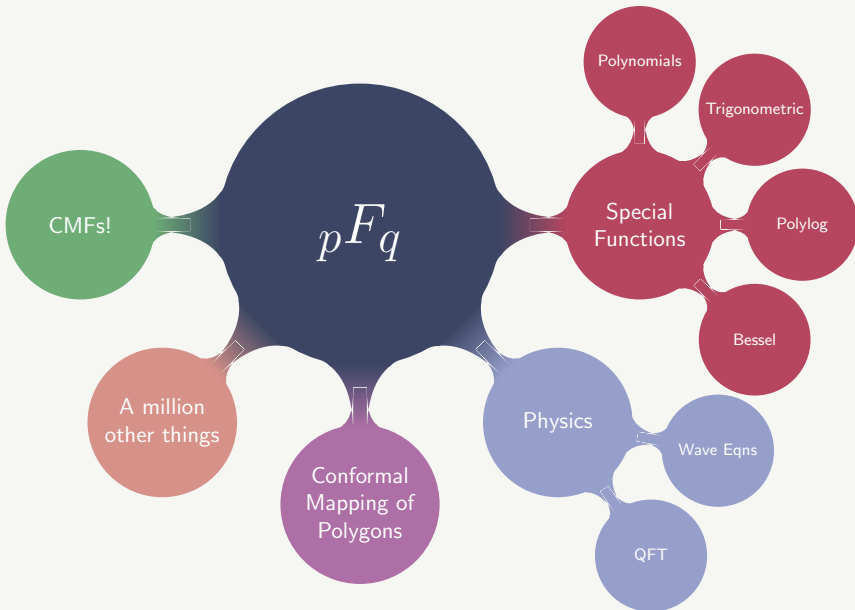 Polynomials
Trigonometric
CMFs!
pFq
Special
Functions
Polylog
Bessel
A million
other things
Physics
Wave Eqns
Conformal
Mapping of
Polygons
QFT